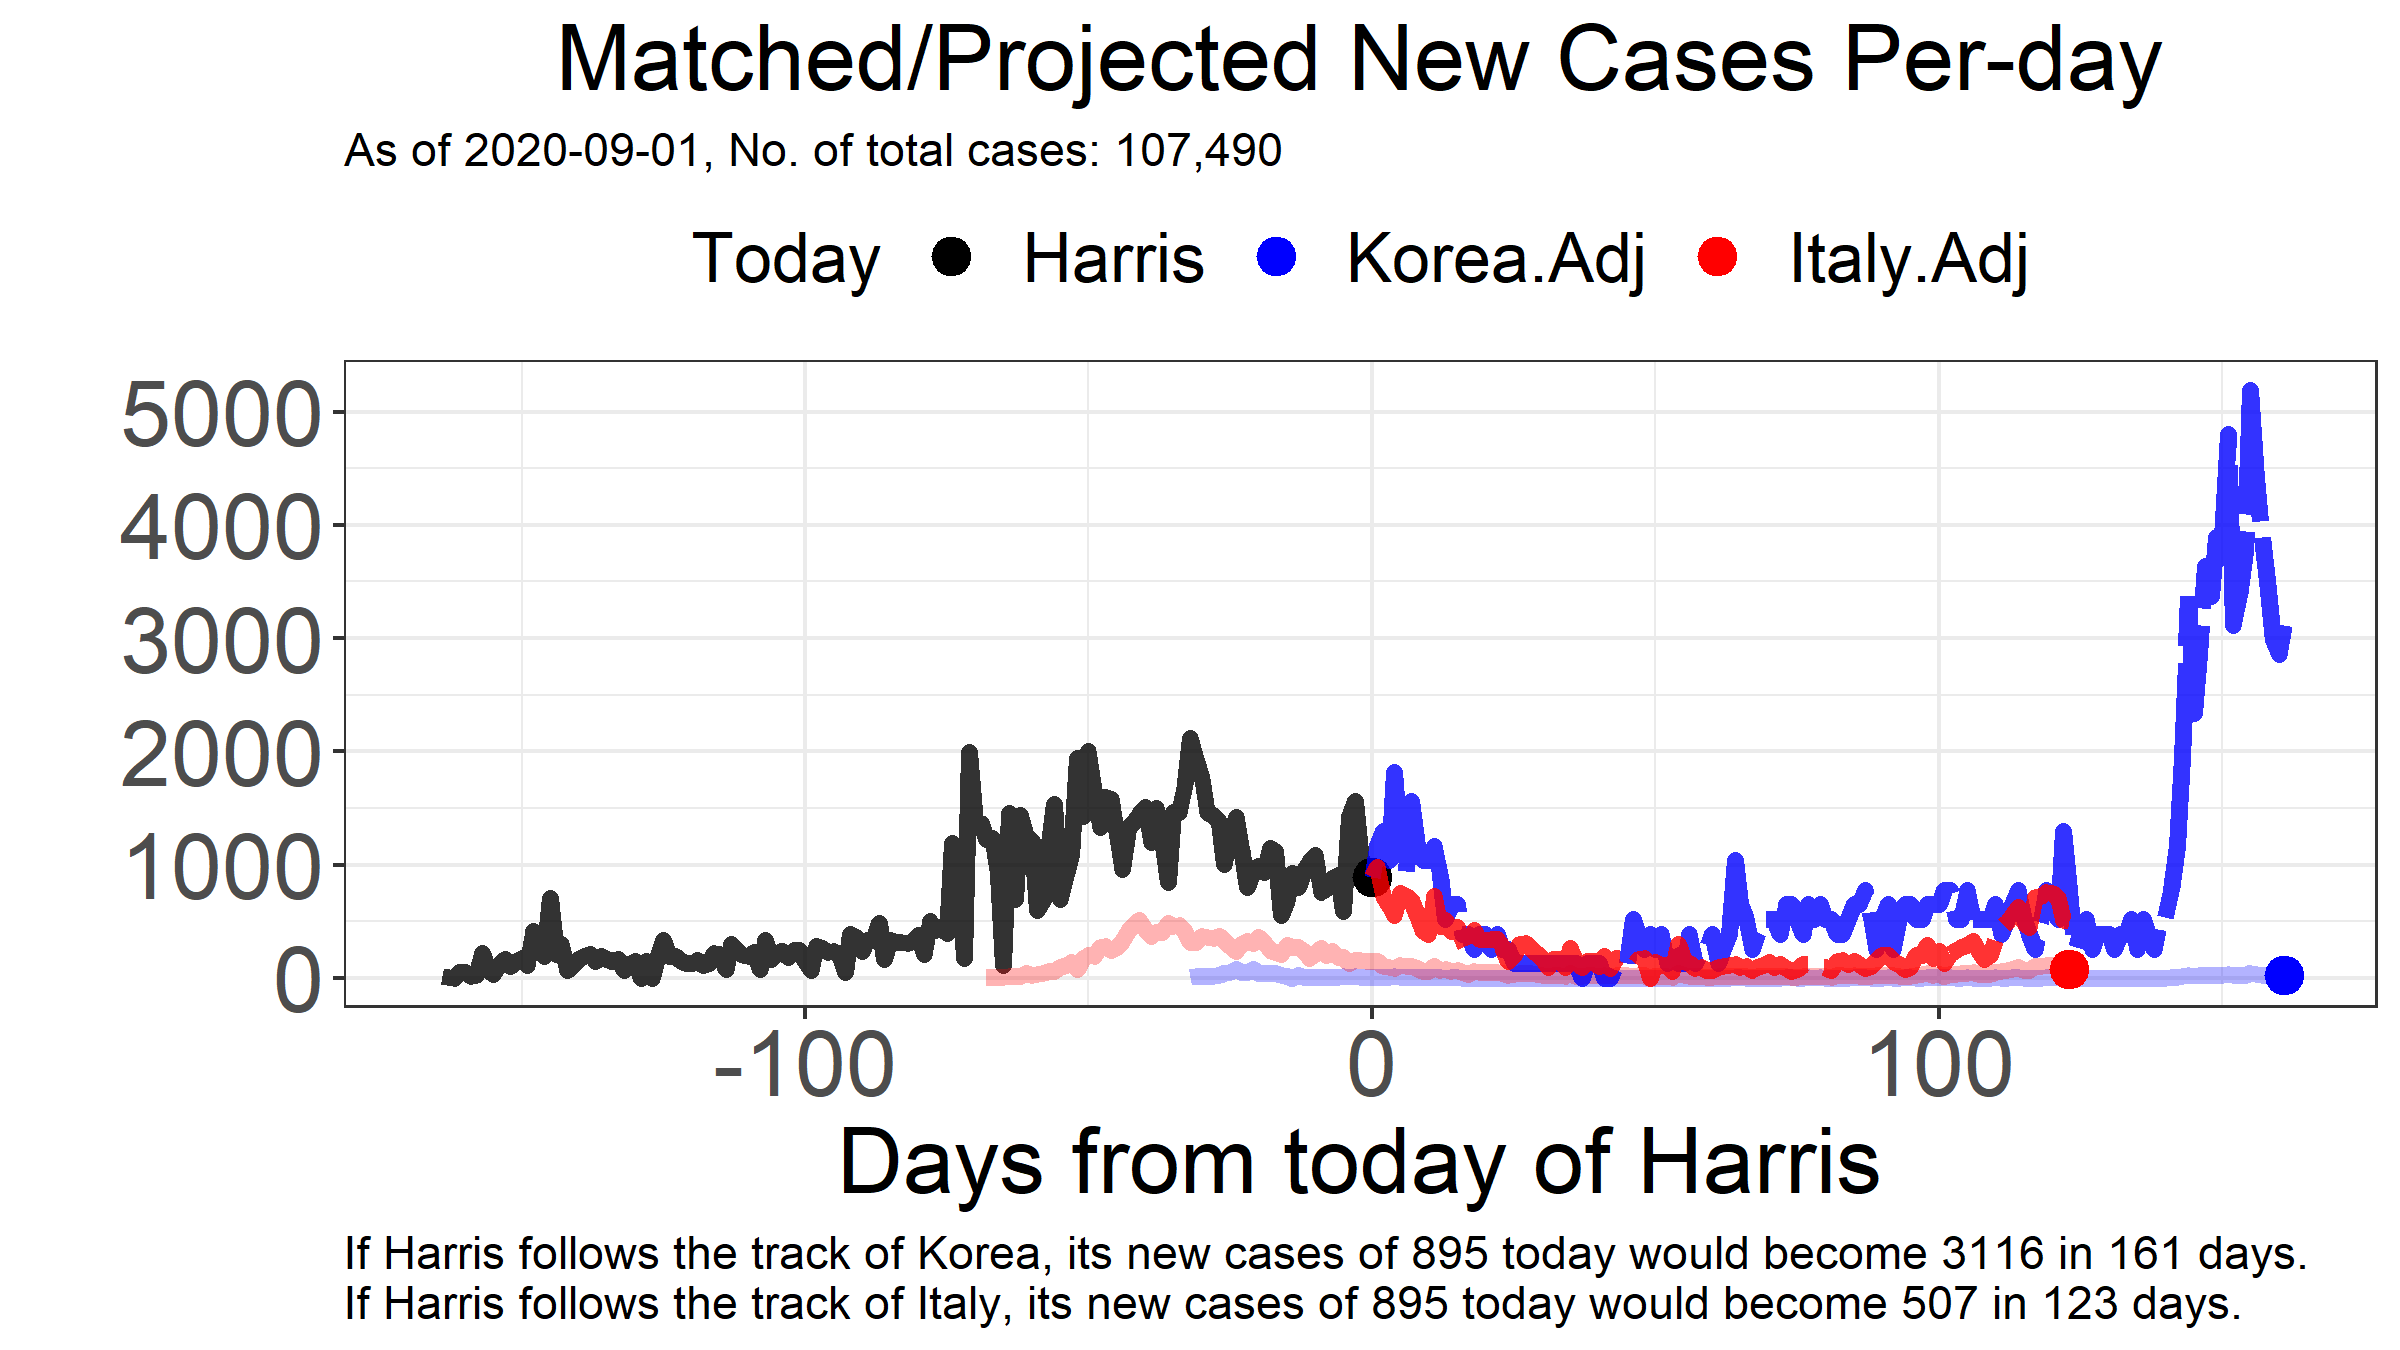 Matched/Projected New Cases Per-day
As of 2020-09-01, No. of total cases: 107,490
Today Harris Korea.Adj Italy.Adj
5000
4000
3000
2000
1000
0
-100 0 100
Days from today of Harris
If Harris follows the track of Korea, its new cases of 895 today would become 3116 in 161 days.
If Harris follows the track of Italy, its new cases of 895 today would become 507 in 123 days.